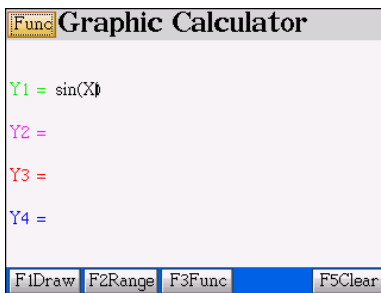 Func Graphic Calculator
Y1 = sin(X)
Y2 =
Y3 =
Y4 =
F1Draw F2Range F3Func F5Clear